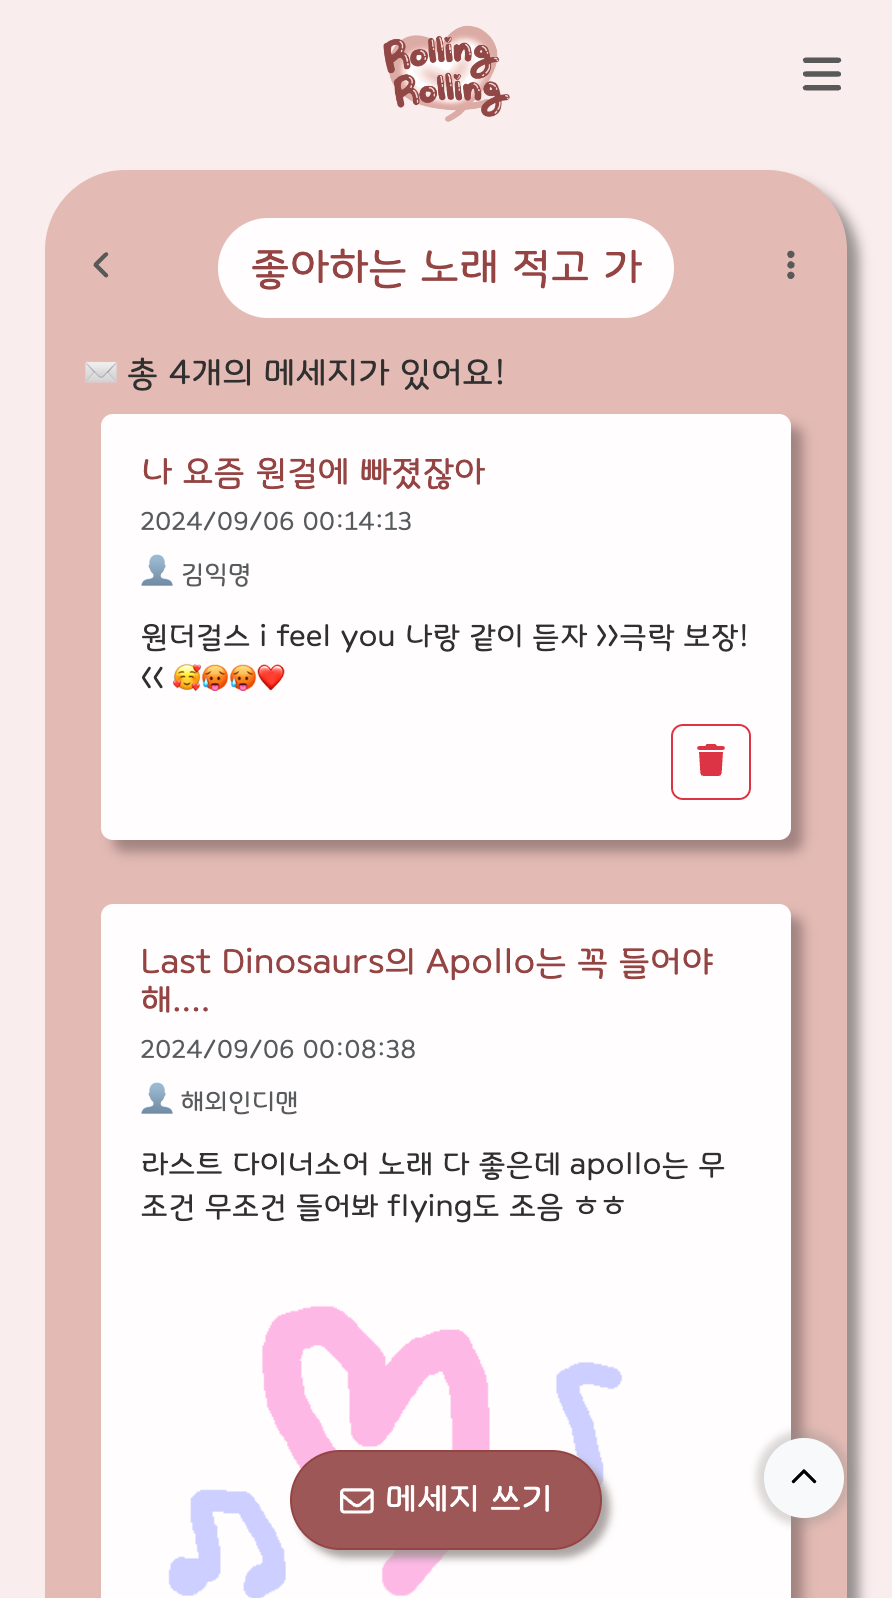 Rolling
Rolling
좋아하는 노래 적고 가
총 4개의 메세지가 있어요!
나 요즘 원걸에 빠졌잖아
2024/09/06 00:14:13
김익명
원더걸스 i feel you 나랑 같이 듣자 >>극락 보장!
<< 🥰🥵🥵❤️
Last Dinosaurs의 Apollo는 꼭 들어야
해....
2024/09/06 00:08:38
해외인디맨
라스트 다이너소어 노래 다 좋은데 apollo는 무
조건 무조건 들어봐 flying도 조음 ㅎㅎ
메세지 쓰기